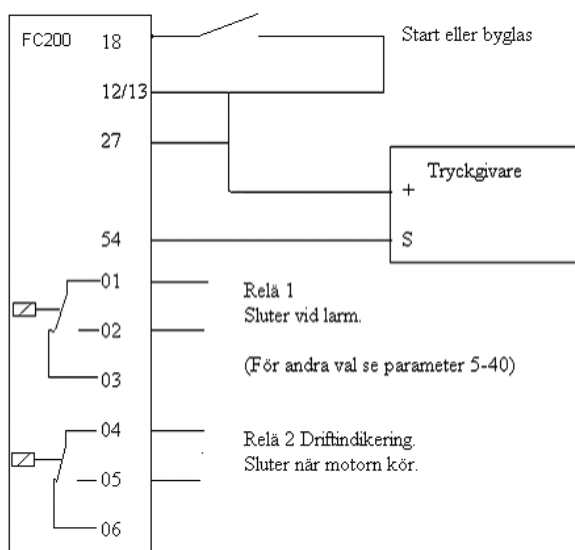 FC200 18 Start eller byglas
12/13
27
Tryckgivare
+
54 S
01
Relä 1
Sluter vid larm.
02
(För andra val se parameter 5-40)
03
04
Relä 2 Driftindikering.
Sluter när motorn kör.
05
06